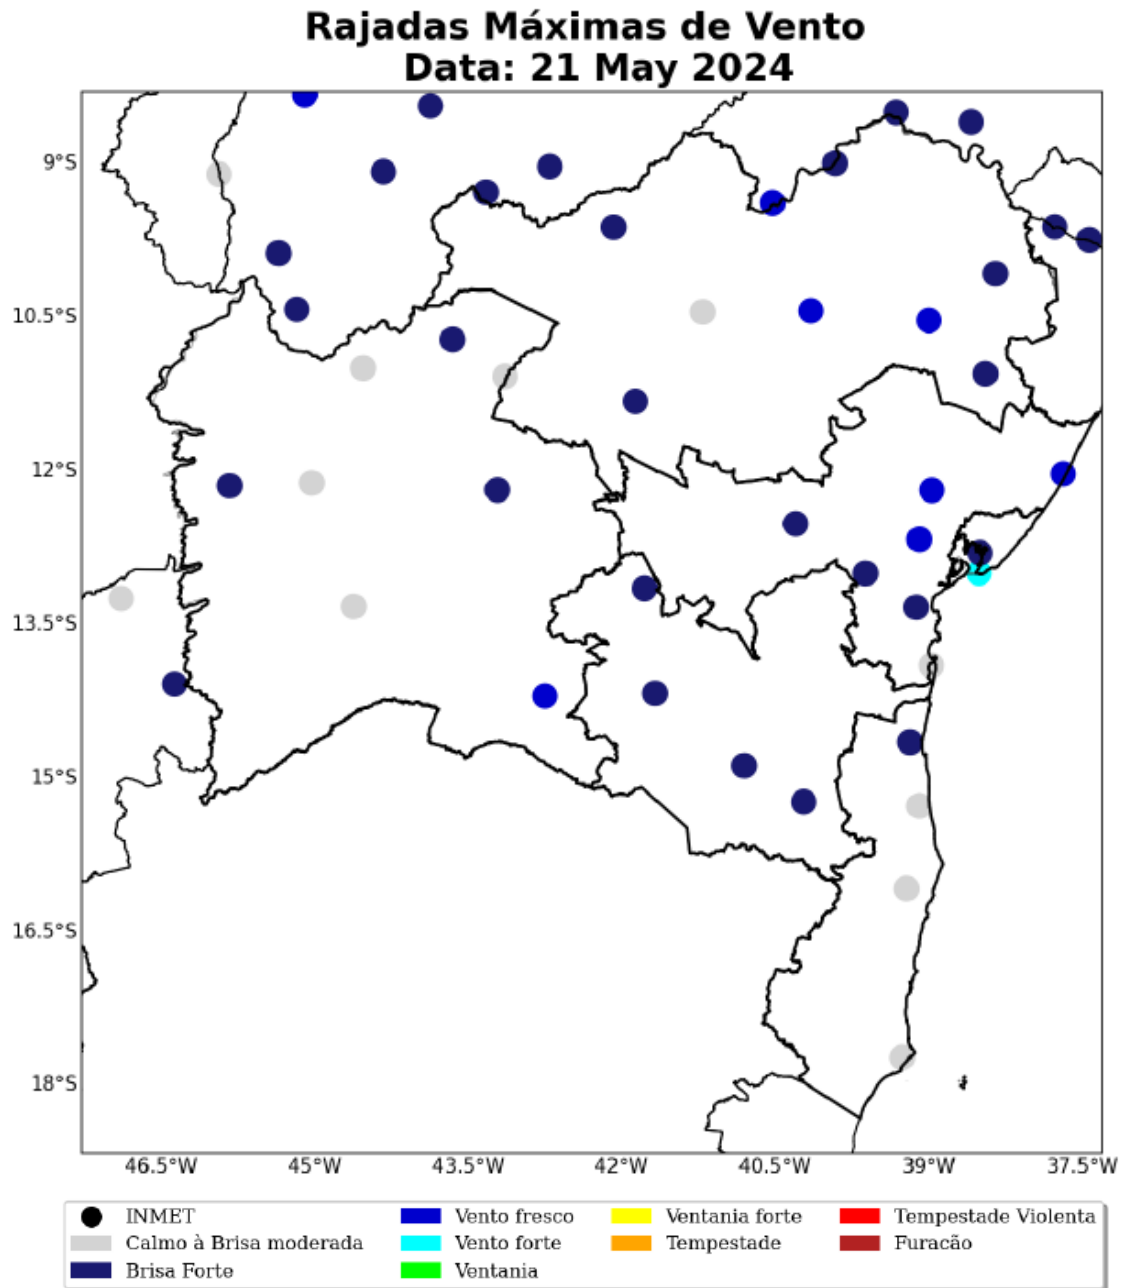 Rajadas Máximas de Vento
Data: 21 May 2024
9°S
10.5°S
12°S
13.5°S
15°S
16.5°S
18°S
46.5°W 45°W 43.5°W 42°W 40.5°W 39°W 37.5°W
INMET Vento fresco Ventania forte Tempestade Violenta
Calmo à Brisa moderada Vento forte Tempestade Furacão
Brisa Forte Ventania